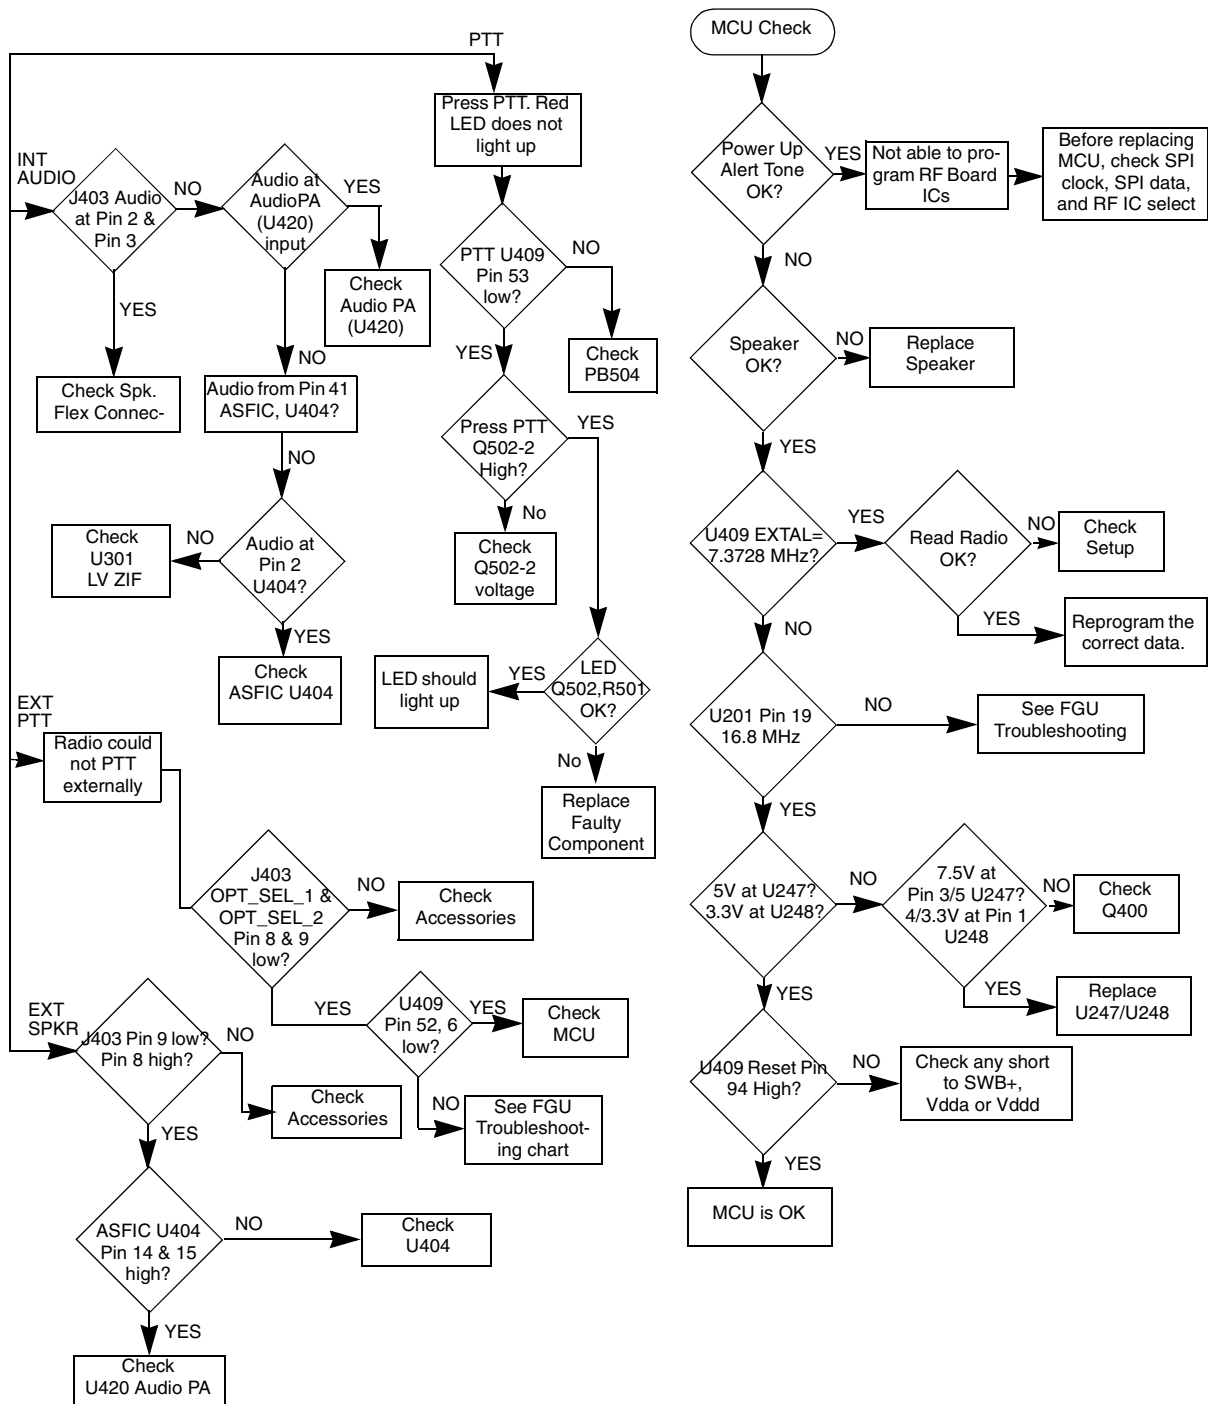 PTT
Press PTT. Red
LED does not
light up
INT
AUDIO
J403 Audio
at Pin 2 &
Pin 3
NO
Audio at
AudioPA
(U420)
input
YES
Check
Audio PA
(U420)
YES
Check Spk.
Flex Connec-
NO
Audio from Pin 41
ASFIC, U404?
NO
Audio at
Pin 2
U404?
NO
Check
U301
LV ZIF
YES
Check
ASFIC U404
PTT U409
Pin 53
low?
NO
Check
PB504
YES
Press PTT
Q502-2
High?
YES
No
Check
Q502-2
voltage
LED
Q502,R501
OK?
YES
LED should
light up
No
Replace
Faulty
Component
EXT
PTT
Radio could
not PTT
externally
J403
OPT_SEL_1 &
OPT_SEL_2
Pin 8 & 9
low?
NO
Check
Accessories
YES
U409
Pin 52, 6
low?
YES
Check
MCU
NO
See FGU
Troubleshoot-
ing chart
EXT
SPKR
J403 Pin 9 low?
Pin 8 high?
NO
Check
Accessories
YES
ASFIC U404
Pin 14 & 15
high?
NO
Check
U404
YES
Check
U420 Audio PA
MCU Check
Power Up
Alert Tone
OK?
YES
Not able to pro-
gram RF Board
ICs
Before replacing
MCU, check SPI
clock, SPI data,
and RF IC select
NO
Speaker
OK?
NO
Replace
Speaker
YES
U409 EXTAL=
7.3728 MHz?
YES
Read Radio
OK?
NO
Check
Setup
YES
Reprogram the
correct data.
NO
U201 Pin 19
16.8 MHz
NO
See FGU
Troubleshooting
YES
5V at U247?
3.3V at U248?
NO
7.5V at
Pin 3/5 U247?
4/3.3V at Pin 1
U248
NO
Check
Q400
YES
Replace
U247/U248
YES
U409 Reset Pin
94 High?
NO
Check any short
to SWB+,
Vdda or Vddd
YES
MCU is OK